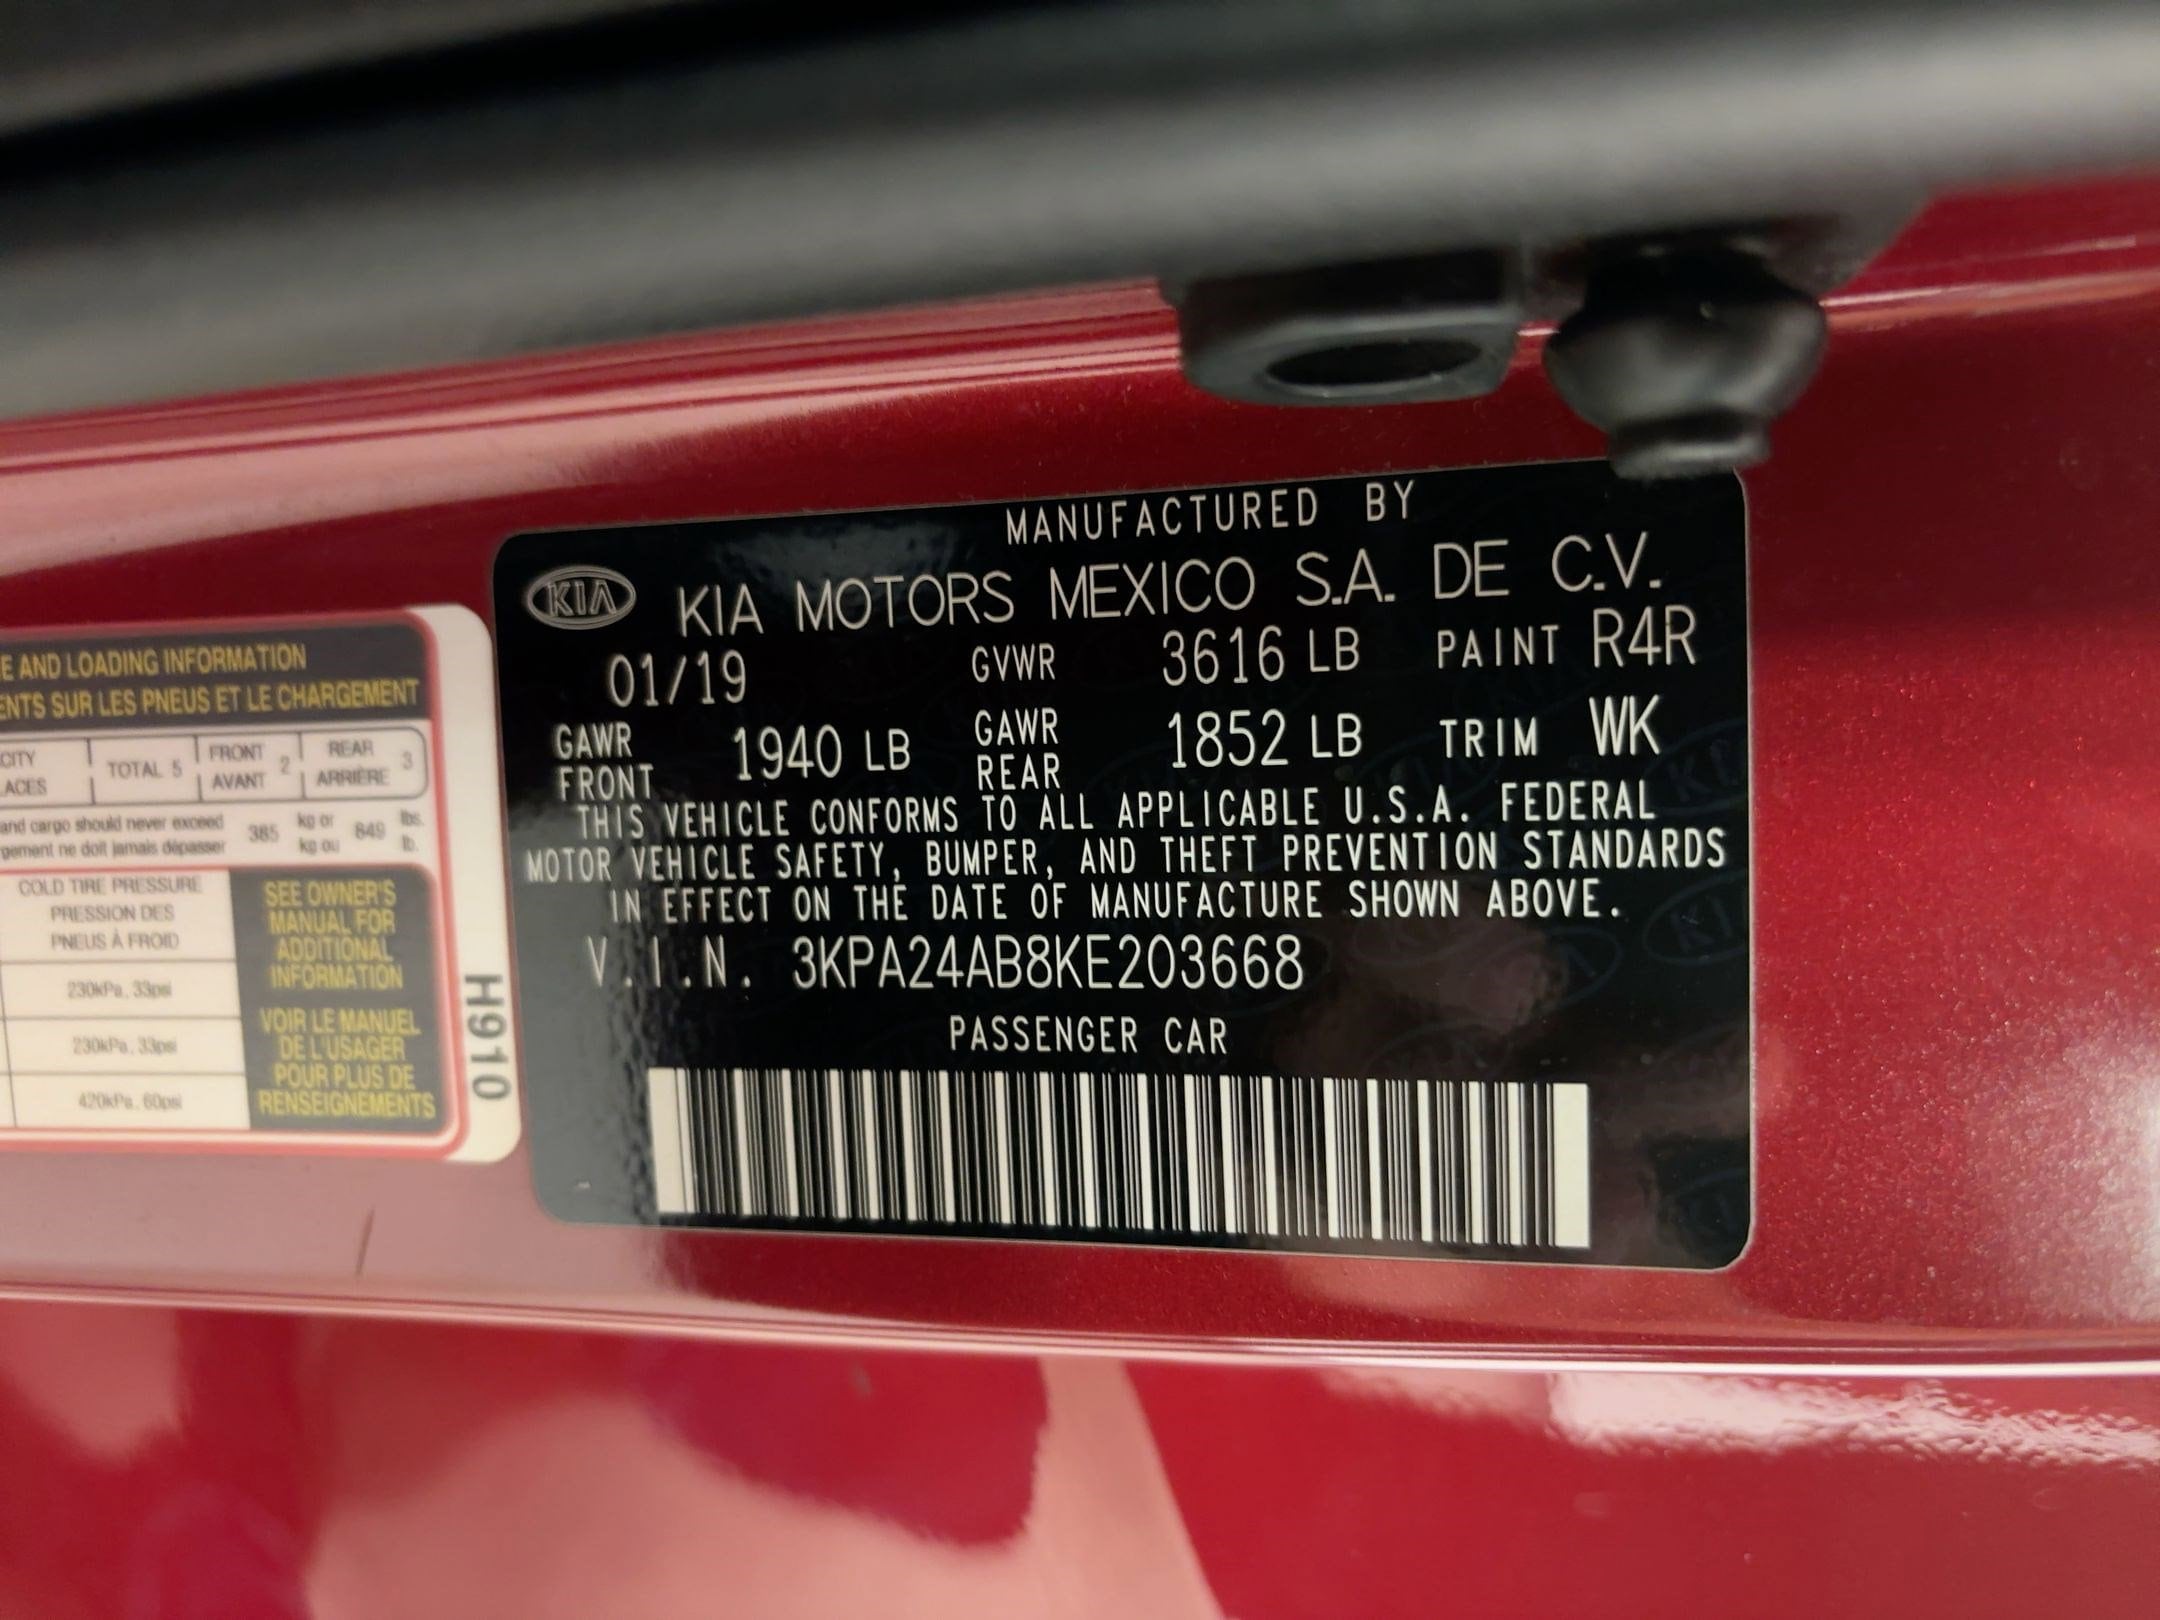 MANUFACTURED BY
KIA KIA MOTORS MEXICO S.A. DE C.V.
01/19 GVWR 3616 LB PAINT R4R
GAWR FRONT 1940 LB GAWR REAR 1852 LB TRIM WK
THIS VEHICLE CONFORMS TO ALL APPLICABLE U.S.A. FEDERAL
MOTOR VEHICLE SAFETY, BUMPER, AND THEFT PREVENTION STANDARDS
IN EFFECT ON THE DATE OF MANUFACTURE SHOWN ABOVE.
V.I.N. 3KPA24AB8KE203668
PASSENGER CAR
AND LOADING INFORMATION
SUR LES PNEUS ET LE CHARGEMENT
TOTAL 5 FRONT AVANT 2 REAR ARRIÈRE 3
and cargo should never exceed 385 kg or 849 lbs.
ne doit jamais dépasser kg ou lb.
COLD TIRE PRESSURE
PRESSION DES
PNEUS À FROID
230kPa, 33psi
230kPa, 33psi
420kPa, 60psi
SEE OWNER'S
MANUAL FOR
ADDITIONAL
INFORMATION
VOIR LE MANUEL
DE L'USAGER
POUR PLUS DE
RENSEIGNEMENTS
H910